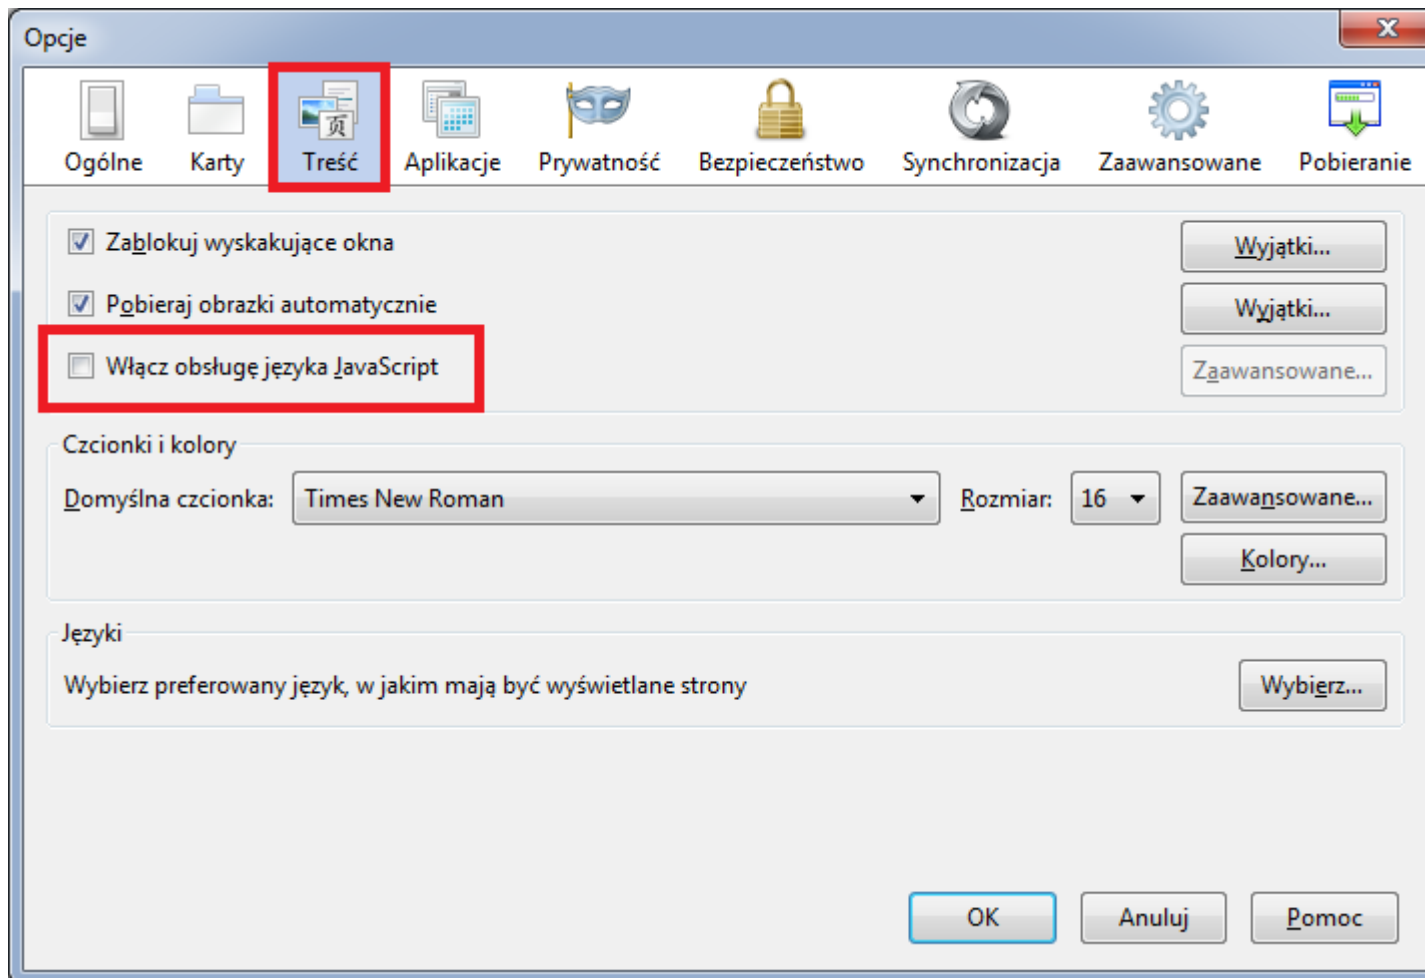 Opcje
Ogólne Karty Treść Aplikacje Prywatność Bezpieczeństwo Synchronizacja Zaawansowane Pobieranie
页
Zablokuj wyskakujące okna Wyjątki...
Pobieraj obrazki automatycznie Wyjątki...
Włącz obsługę języka JavaScript Zaawansowane...
Czcionki i kolory
Domyślna czcionka: Times New Roman Rozmiar: 16 Zaawansowane...
Kolory...
Języki
Wybierz preferowany język, w jakim mają być wyświetlane strony Wybierz...
OK Anuluj Pomoc